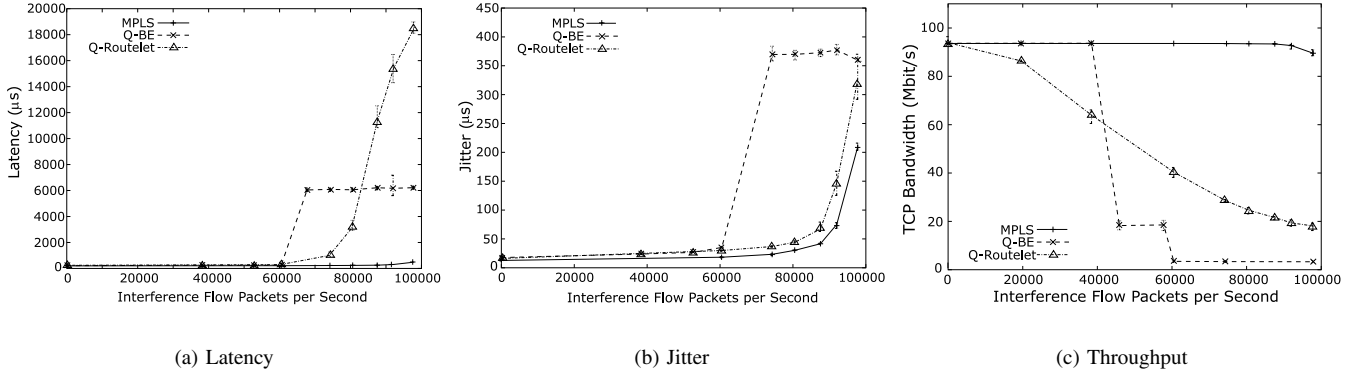 20000
18000
16000
14000
12000
10000
8000
6000
4000
2000
0
Latency (µs)
MPLS
Q-BE
Q-Routelet
0 20000 40000 60000 80000 100000
Interference Flow Packets per Second
(a) Latency
450
400
350
300
250
200
150
100
50
0
Jitter (µs)
MPLS
Q-BE
Q-Routelet
0 20000 40000 60000 80000 100000
Interference Flow Packets per Second
(b) Jitter
100
80
60
40
20
0
TCP Bandwidth (Mbit/s)
MPLS
Q-BE
Q-Routelet
0 20000 40000 60000 80000 100000
Interference Flow Packets per Second
(c) Throughput